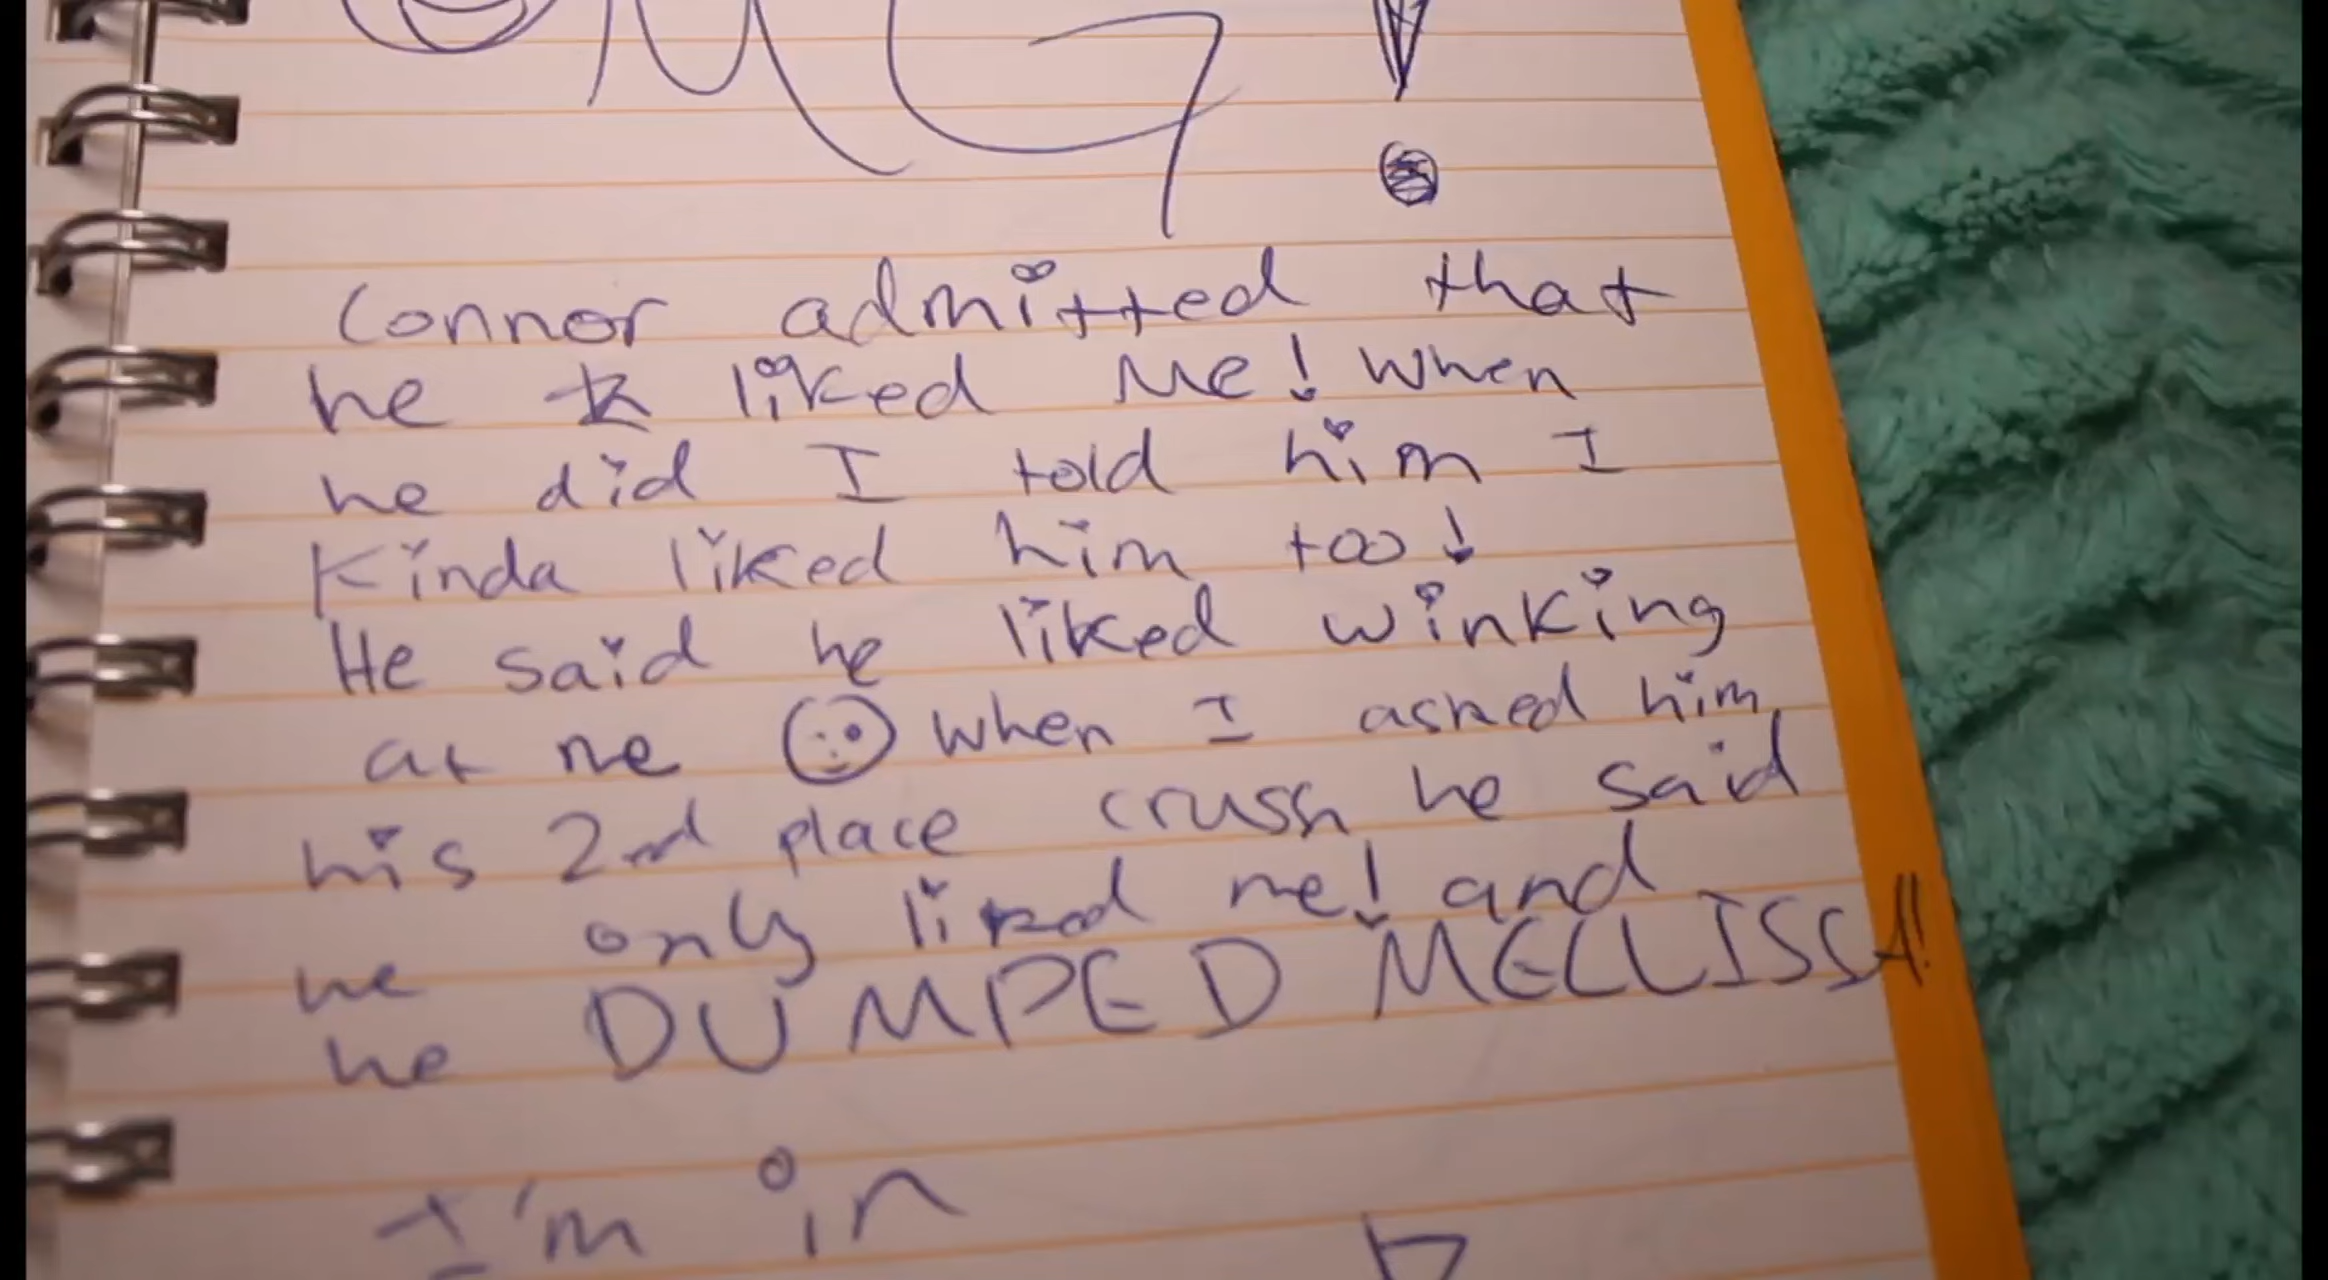 OMG!
Connor admitted that
he liked me! when
he did I told him I
Kinda liked him too!
He said he liked winking
at me when I asked him
his 2nd place crush he said
he only liked me! and
he DUMPED MELLISSA!
I'm in